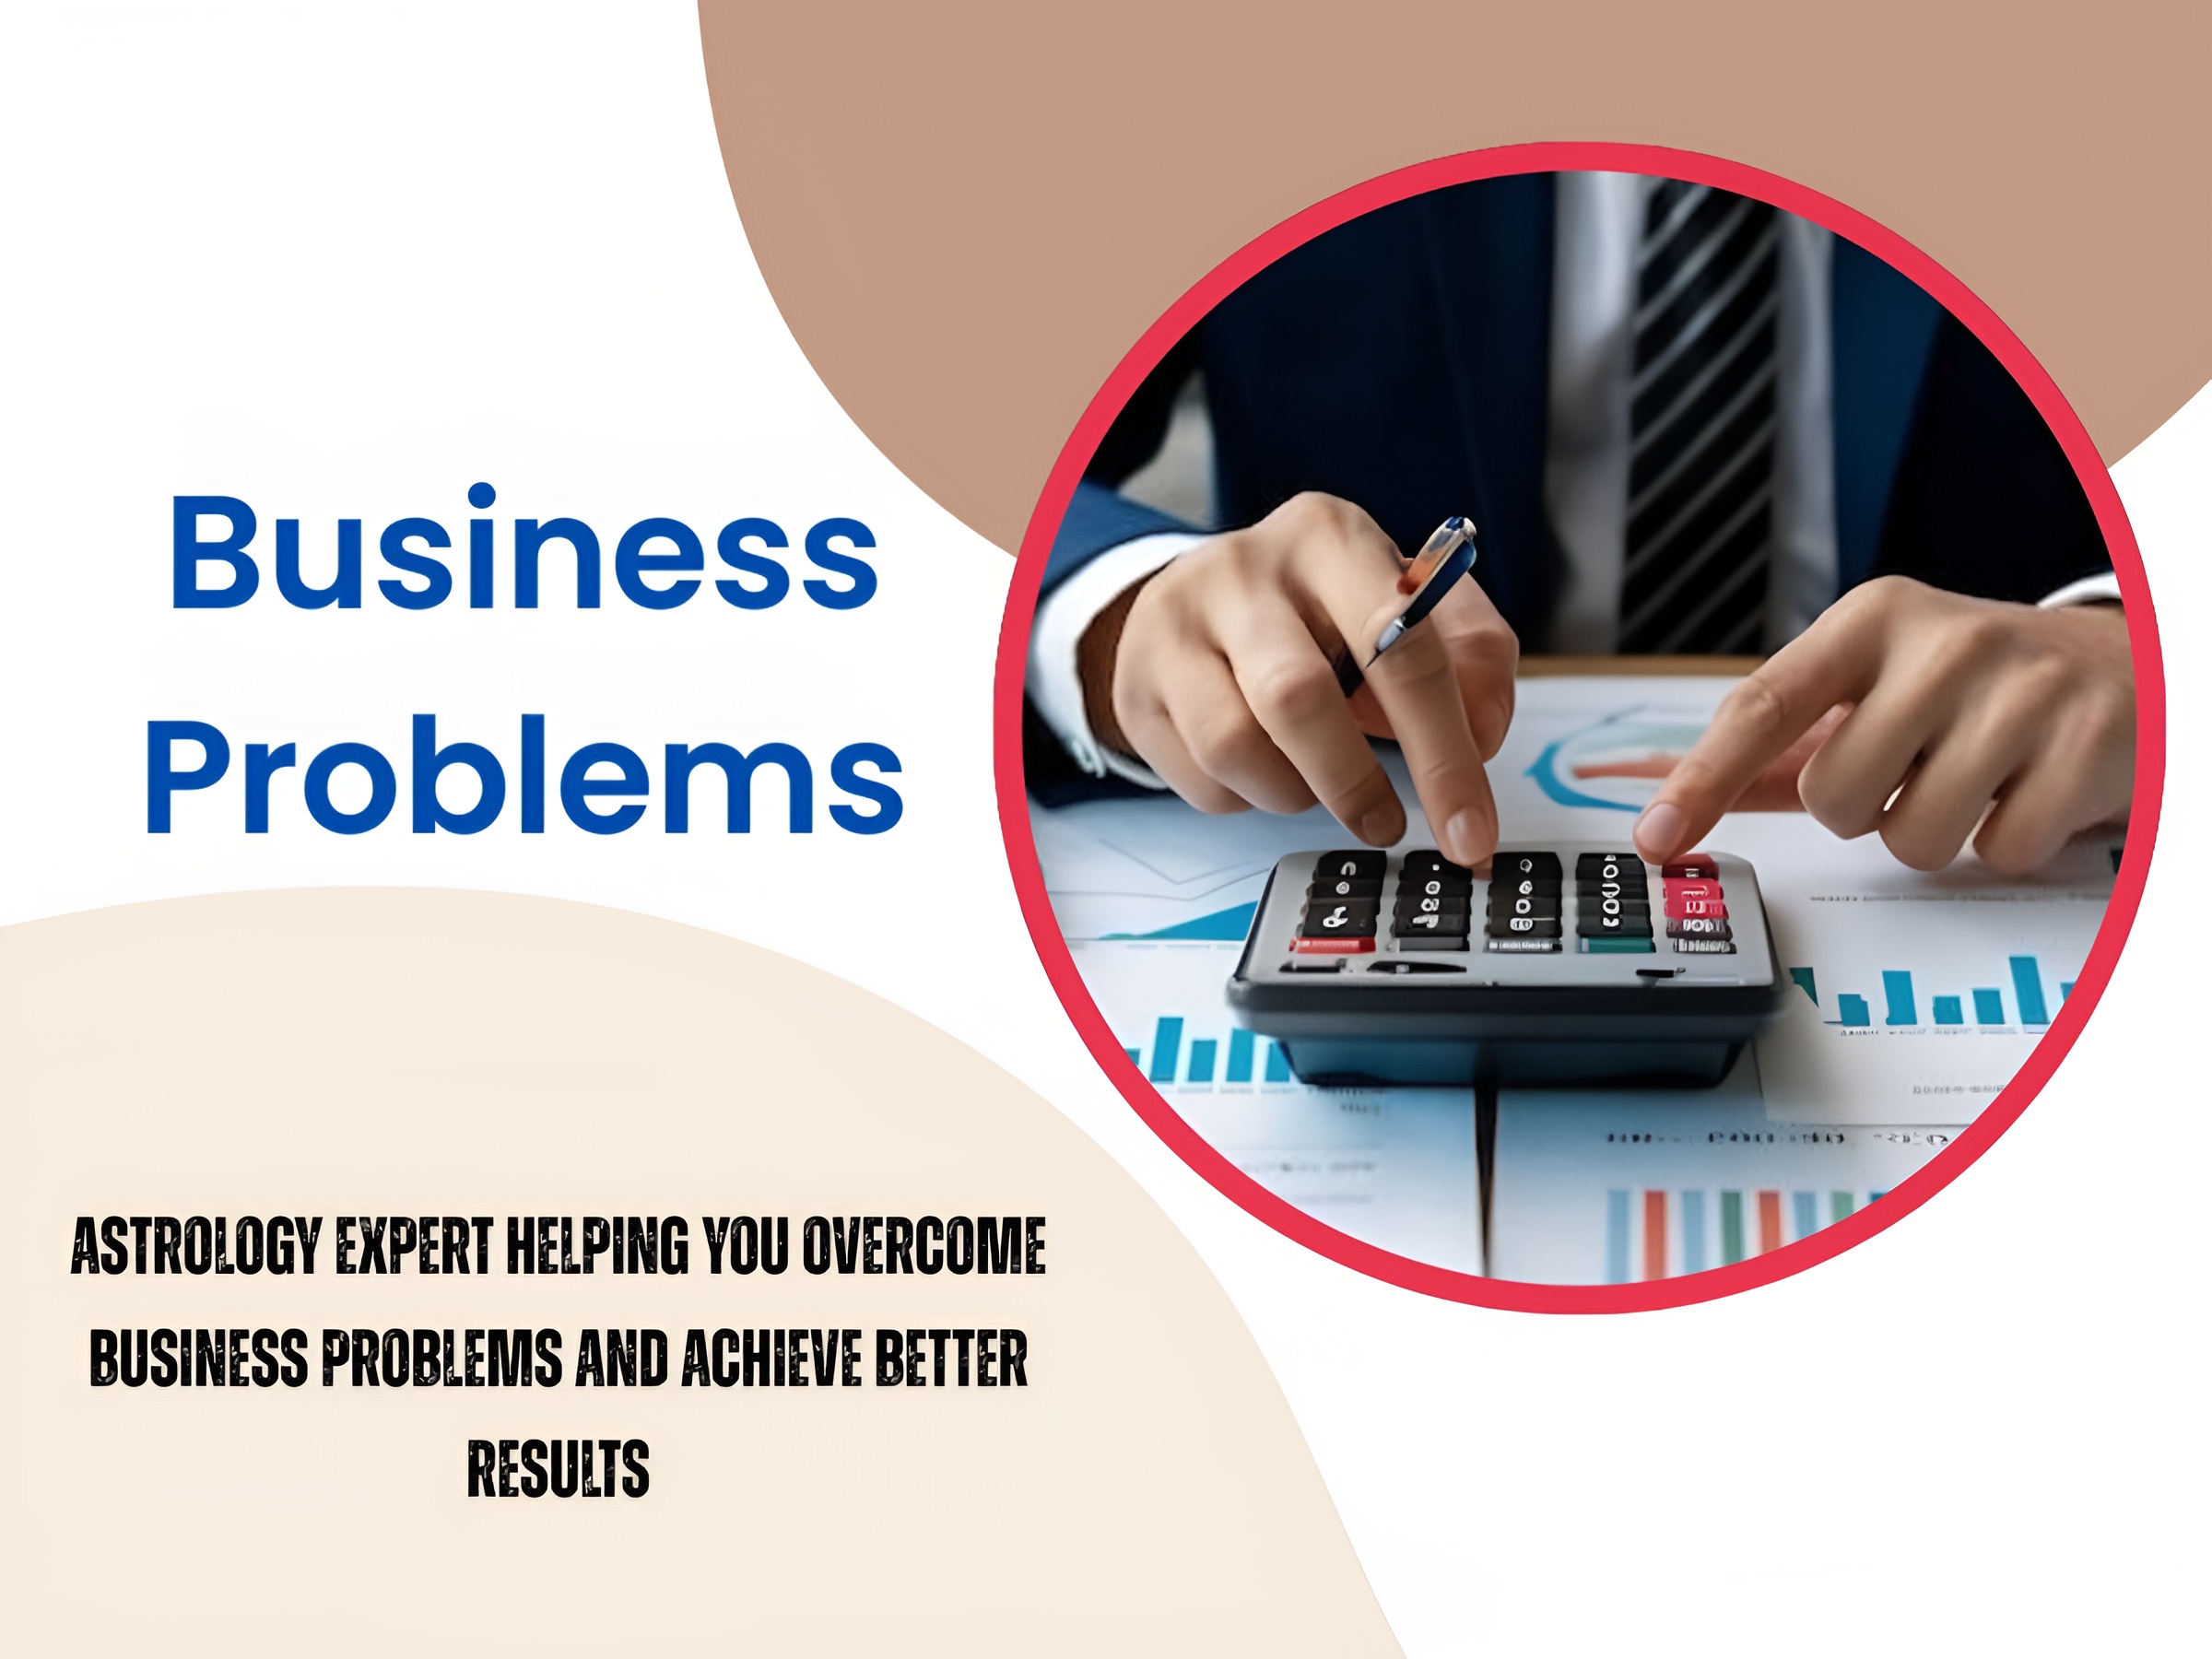 Business
Problems
ASTROLOGY EXPERT HELPING YOU OVERCOME
BUSINESS PROBLEMS AND ACHIEVE BETTER
RESULTS